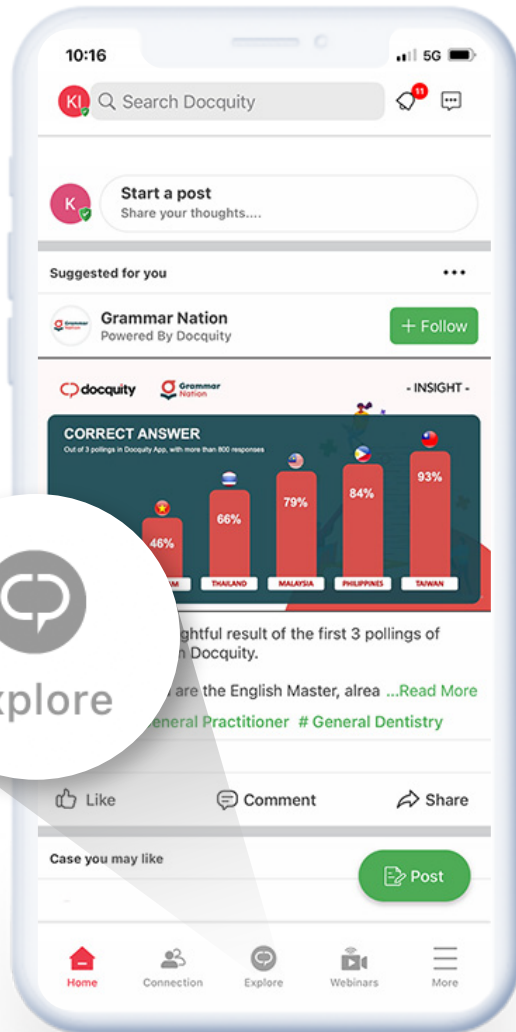 10:16
5G
KI
Search Docquity
11
K
Start a post
Share your thoughts....
Suggested for you
Grammar Nation
Powered By Docquity
+ Follow
docquity
Grammar
Nation
- INSIGHT -
CORRECT ANSWER
Out of 3 pollings in Docquity App, with more than 800 responses
46%
66%
79%
84%
93%
AM
THAILAND
MALAYSIA
PHILIPPINES
TAIWAN
ghtful result of the first 3 pollings of
Docquity.
are the English Master, alrea ...Read More
eneral Practitioner # General Dentistry
xplore
Like
Comment
Share
Case you may like
Post
Home
Connection
Explore
Webinars
More